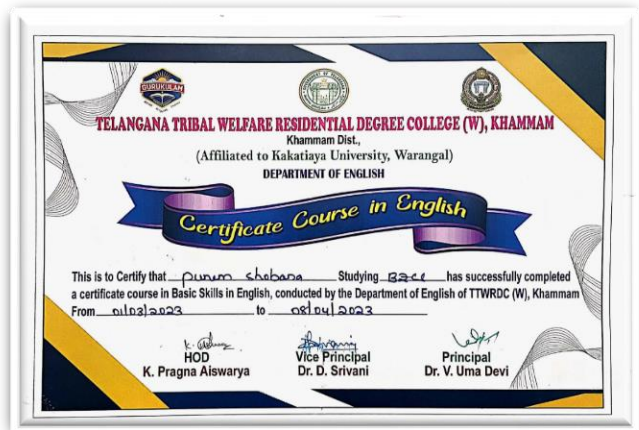 GURUKULAM
TELANGANA TRIBAL WELFARE RESIDENTIAL DEGREE COLLEGE (W), KHAMMAM
Khammam Dist.,
(Affiliated to Kakatiaya University, Warangal)
DEPARTMENT OF ENGLISH
Certificate Course in English
This is to Certify that punem shobana Studying has successfully completed
a certificate course in Basic Skills in English, conducted by the Department of English of TTWRDC (W), Khammam
From 01/03/2023 to 08/04/2023
HOD Vice Principal Principal
K. Pragna Aiswarya Dr. D. Srivani Dr. V. Uma Devi